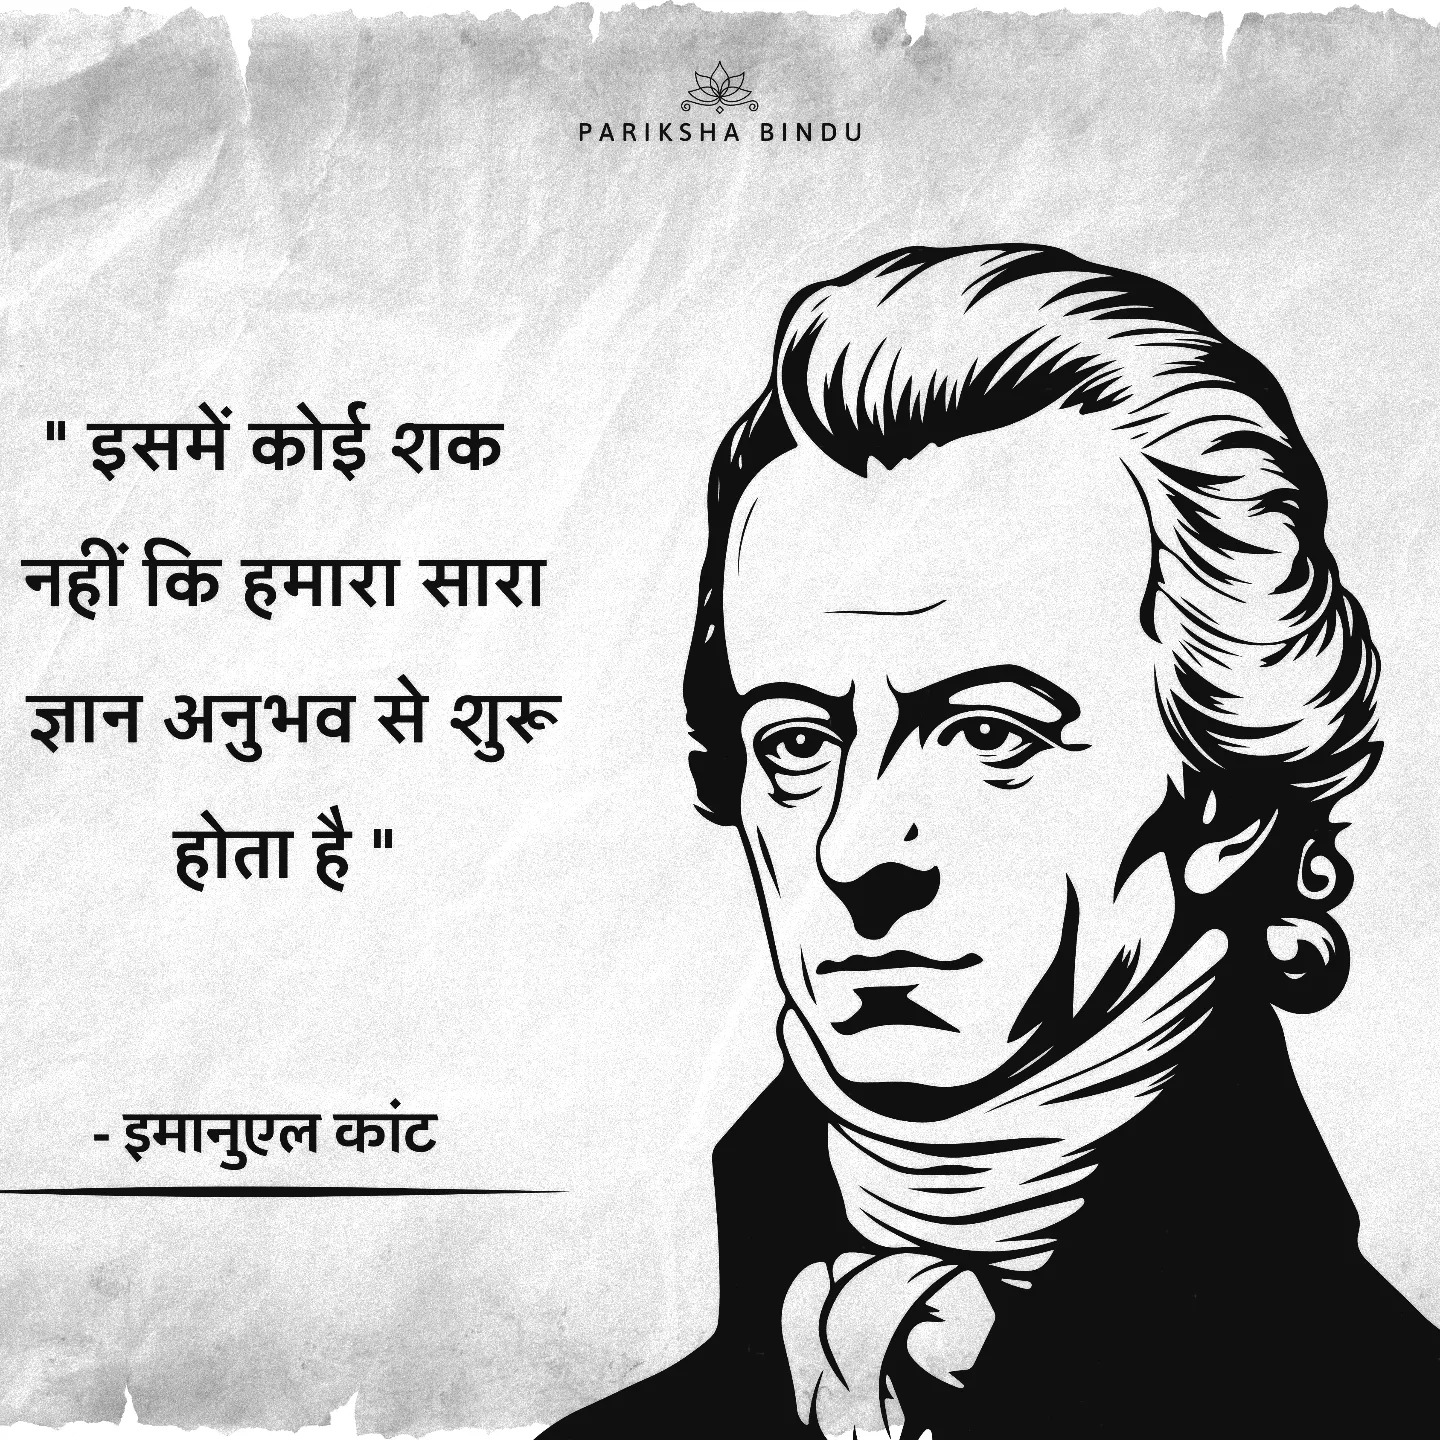 PARIKSHA BINDU
" इसमें कोई शक
नहीं कि हमारा सारा
ज्ञान अनुभव से शुरू
होता है "
- इमानुएल कांट